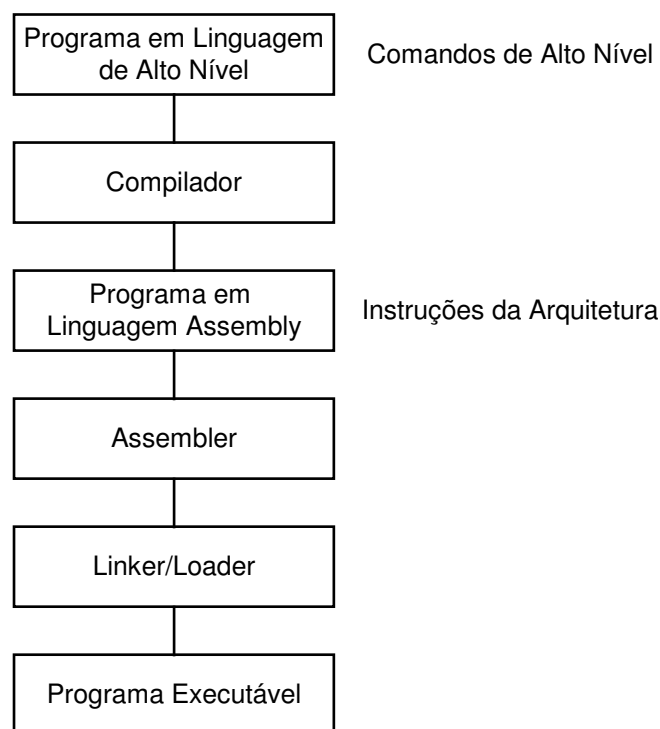 Programa em Linguagem
de Alto Nível
Comandos de Alto Nível
Compilador
Programa em
Linguagem Assembly
Instruções da Arquitetura
Assembler
Linker/Loader
Programa Executável